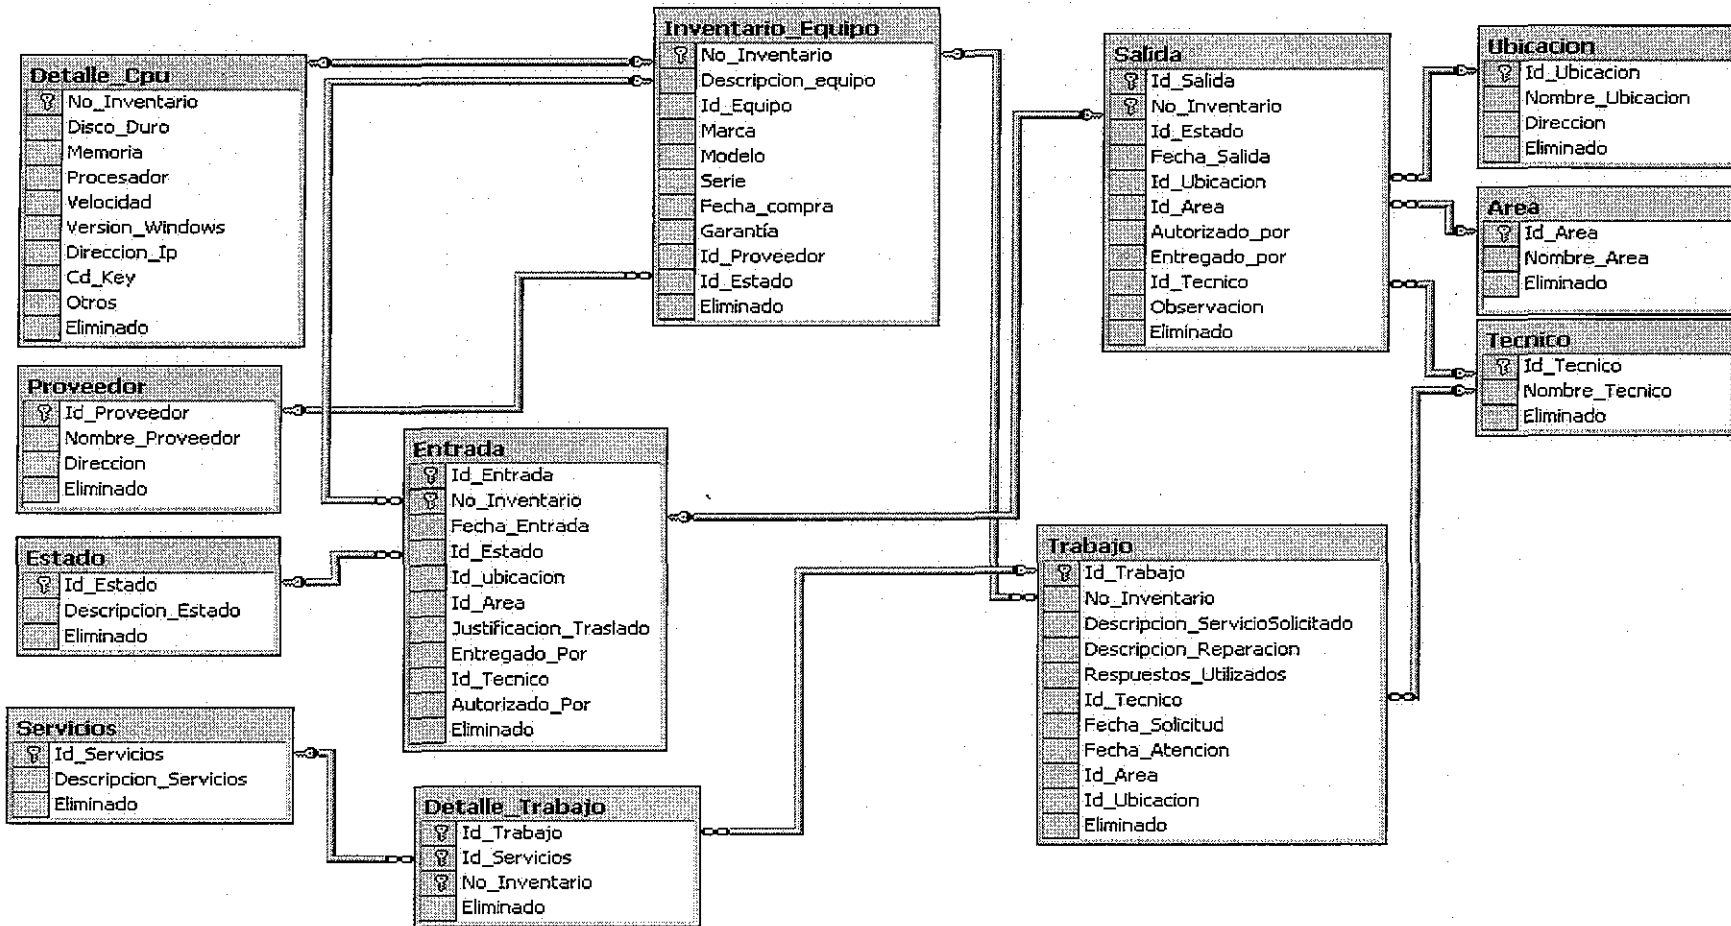 Detalle_Cpu
No_Inventario
Disco_Duro
Memoria
Procesador
Velocidad
Version_Windows
Direccion_Ip
Cd_Key
Otros
Eliminado
Proveedor
Id_Proveedor
Nombre_Proveedor
Direccion
Eliminado
Estado
Id_Estado
Descripcion_Estado
Eliminado
Servicios
Id_Servicios
Descripcion_Servicios
Eliminado
Inventario_Equipo
No_Inventario
Descripcion_equipo
Id_Equipo
Marca
Modelo
Serie
Fecha_compra
Garantía
Id_Proveedor
Id_Estado
Eliminado
Entrada
Id_Entrada
No_Inventario
Fecha_Entrada
Id_Estado
Id_ubicacion
Id_Area
Justificacion_Traslado
Entregado_Por
Id_Tecnico
Autorizado_Por
Eliminado
Detalle_Trabajo
Id_Trabajo
Id_Servicios
No_Inventario
Eliminado
Salida
Id_Salida
No_Inventario
Id_Estado
Fecha_Salida
Id_Ubicacion
Id_Area
Autorizado_por
Entregado_por
Id_Tecnico
Observacion
Eliminado
Trabajo
Id_Trabajo
No_Inventario
Descripcion_ServicioSolicitado
Descripcion_Reparacion
Respuestos_Utilizados
Id_Tecnico
Fecha_Solicitud
Fecha_Atencion
Id_Area
Id_Ubicacion
Eliminado
Ubicacion
Id_Ubicacion
Nombre_Ubicacion
Direccion
Eliminado
Area
Id_Area
Nombre_Area
Eliminado
Tecnico
Id_Tecnico
Nombre_Tecnico
Eliminado